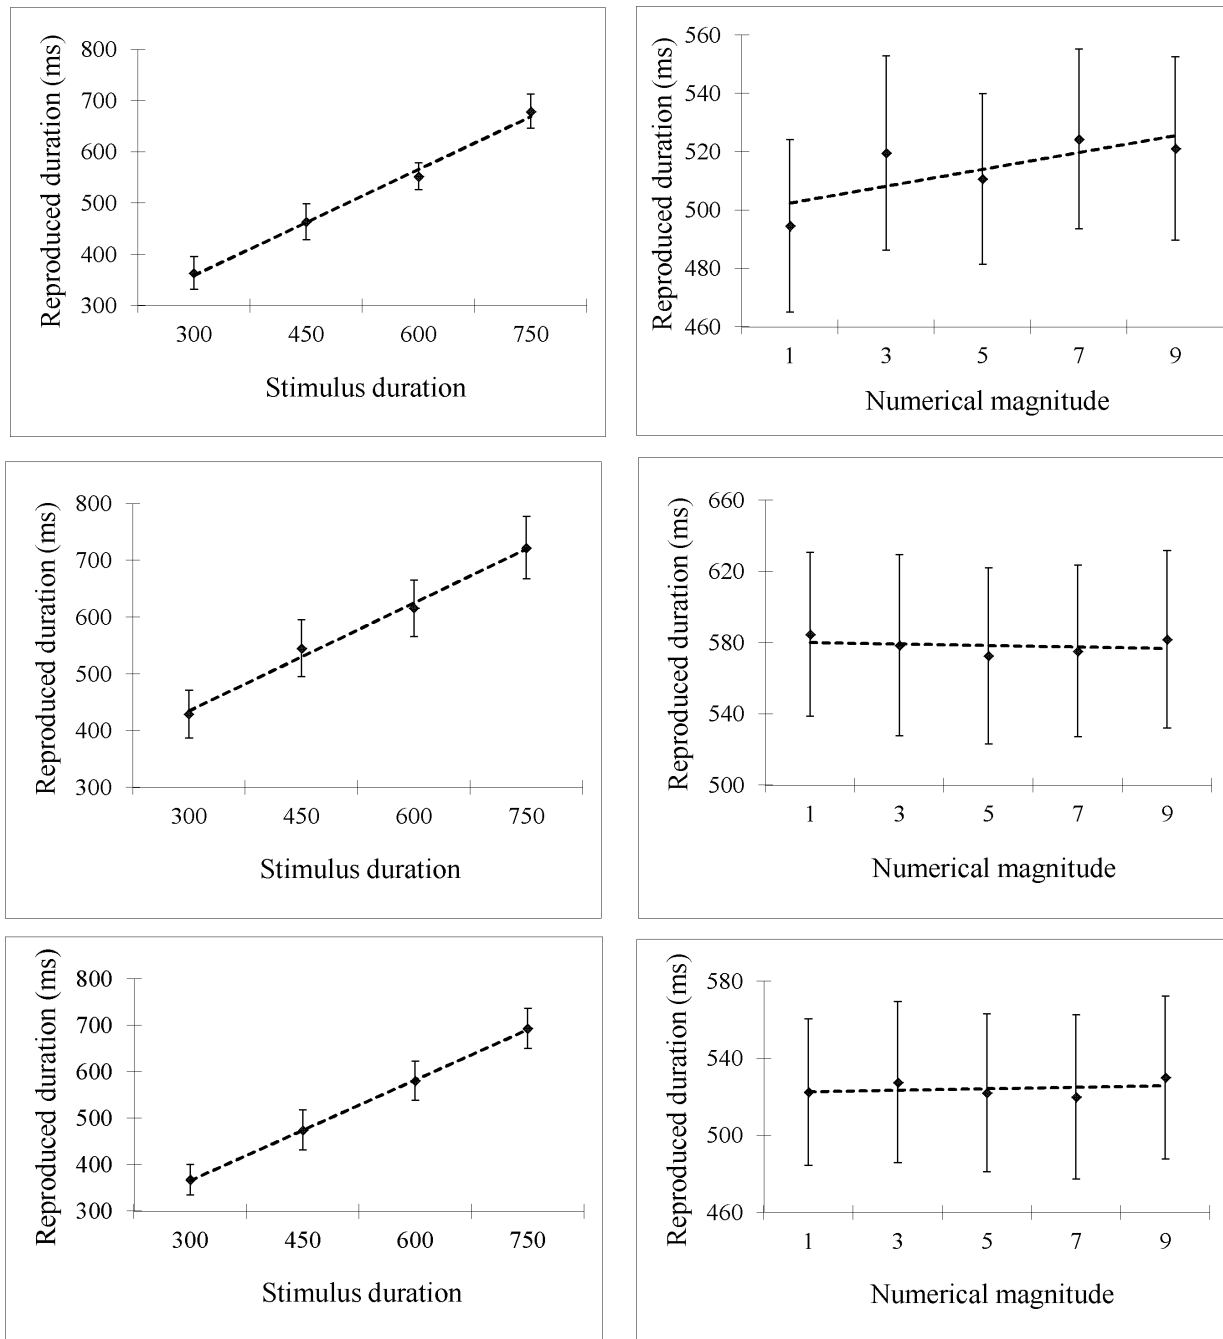 Reproduced duration (ms)
800
700
600
500
400
300
300 450 600 750
Stimulus duration
Reproduced duration (ms)
560
540
520
500
480
460
1 3 5 7 9
Numerical magnitude
Reproduced duration (ms)
800
700
600
500
400
300
300 450 600 750
Stimulus duration
Reproduced duration (ms)
660
620
580
540
500
1 3 5 7 9
Numerical magnitude
Reproduced duration (ms)
800
700
600
500
400
300
300 450 600 750
Stimulus duration
Reproduced duration (ms)
580
540
500
460
1 3 5 7 9
Numerical magnitude